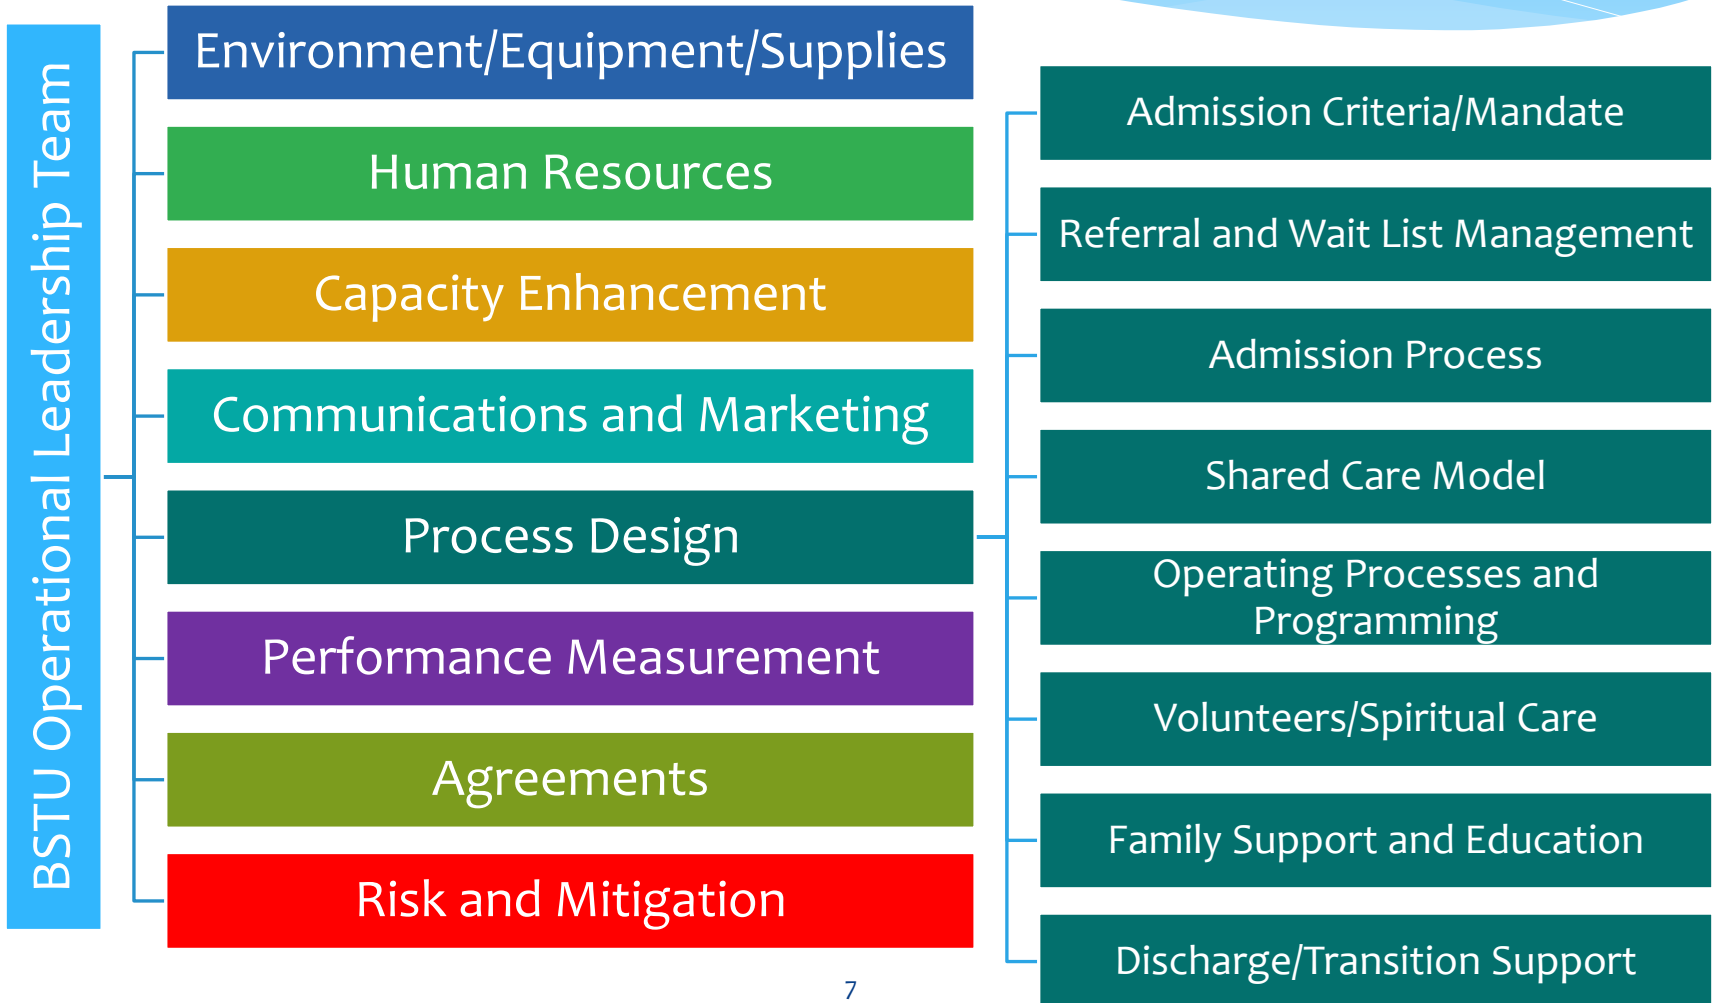 BSTU Operational Leadership Team
Environment/Equipment/Supplies
Human Resources
Capacity Enhancement
Communications and Marketing
Process Design
Performance Measurement
Agreements
Risk and Mitigation
Admission Criteria/Mandate
Referral and Wait List Management
Admission Process
Shared Care Model
Operating Processes and
Programming
Volunteers/Spiritual Care
Family Support and Education
Discharge/Transition Support
7